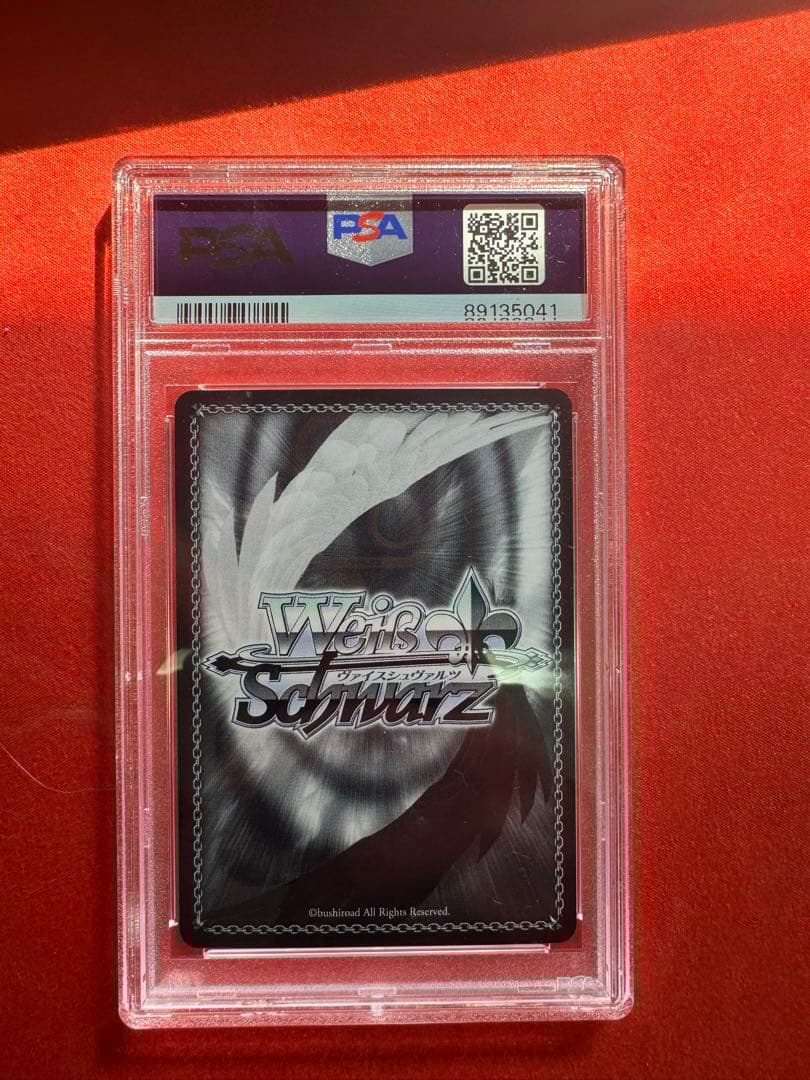 PSA
PSA
89135041
Weiß
ヴァイスシュヴァルツ
Schwarz
©bushiroad All Rights Reserved.